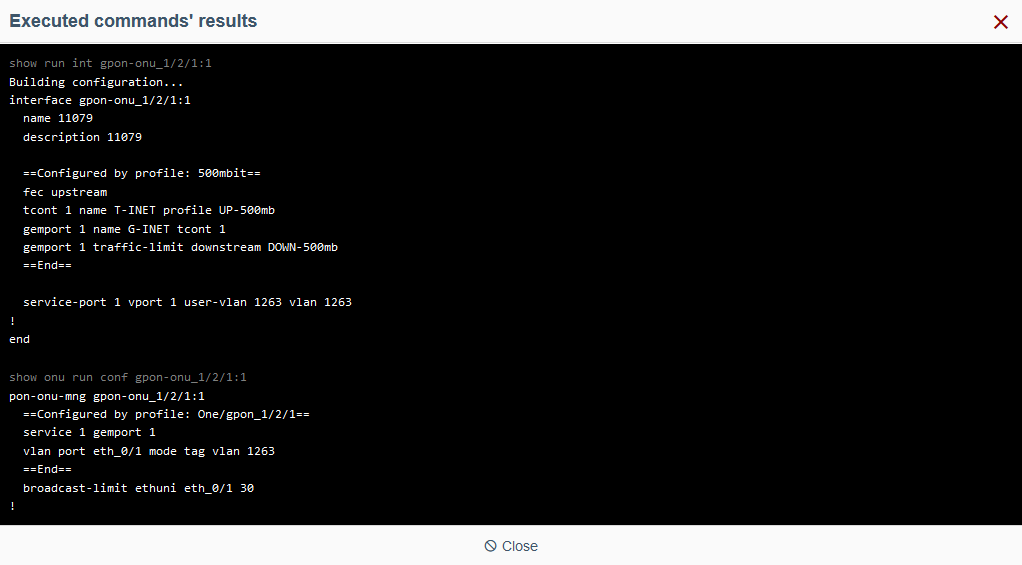 Executed commands' results
show run int gpon-onu_1/2/1:1
Building configuration...
interface gpon-onu_1/2/1:1
  name 11079
  description 11079

  ==Configured by profile: 500mbit==
  fec upstream
  tcont 1 name T-INET profile UP-500mb
  gemport 1 name G-INET tcont 1
  gemport 1 traffic-limit downstream DOWN-500mb
  ==End==

  service-port 1 vport 1 user-vlan 1263 vlan 1263
!
end

show onu run conf gpon-onu_1/2/1:1
pon-onu-mng gpon-onu_1/2/1:1
  ==Configured by profile: One/gpon_1/2/1==
  service 1 gemport 1
  vlan port eth_0/1 mode tag vlan 1263
  ==End==
  broadcast-limit ethuni eth_0/1 30
!
Close